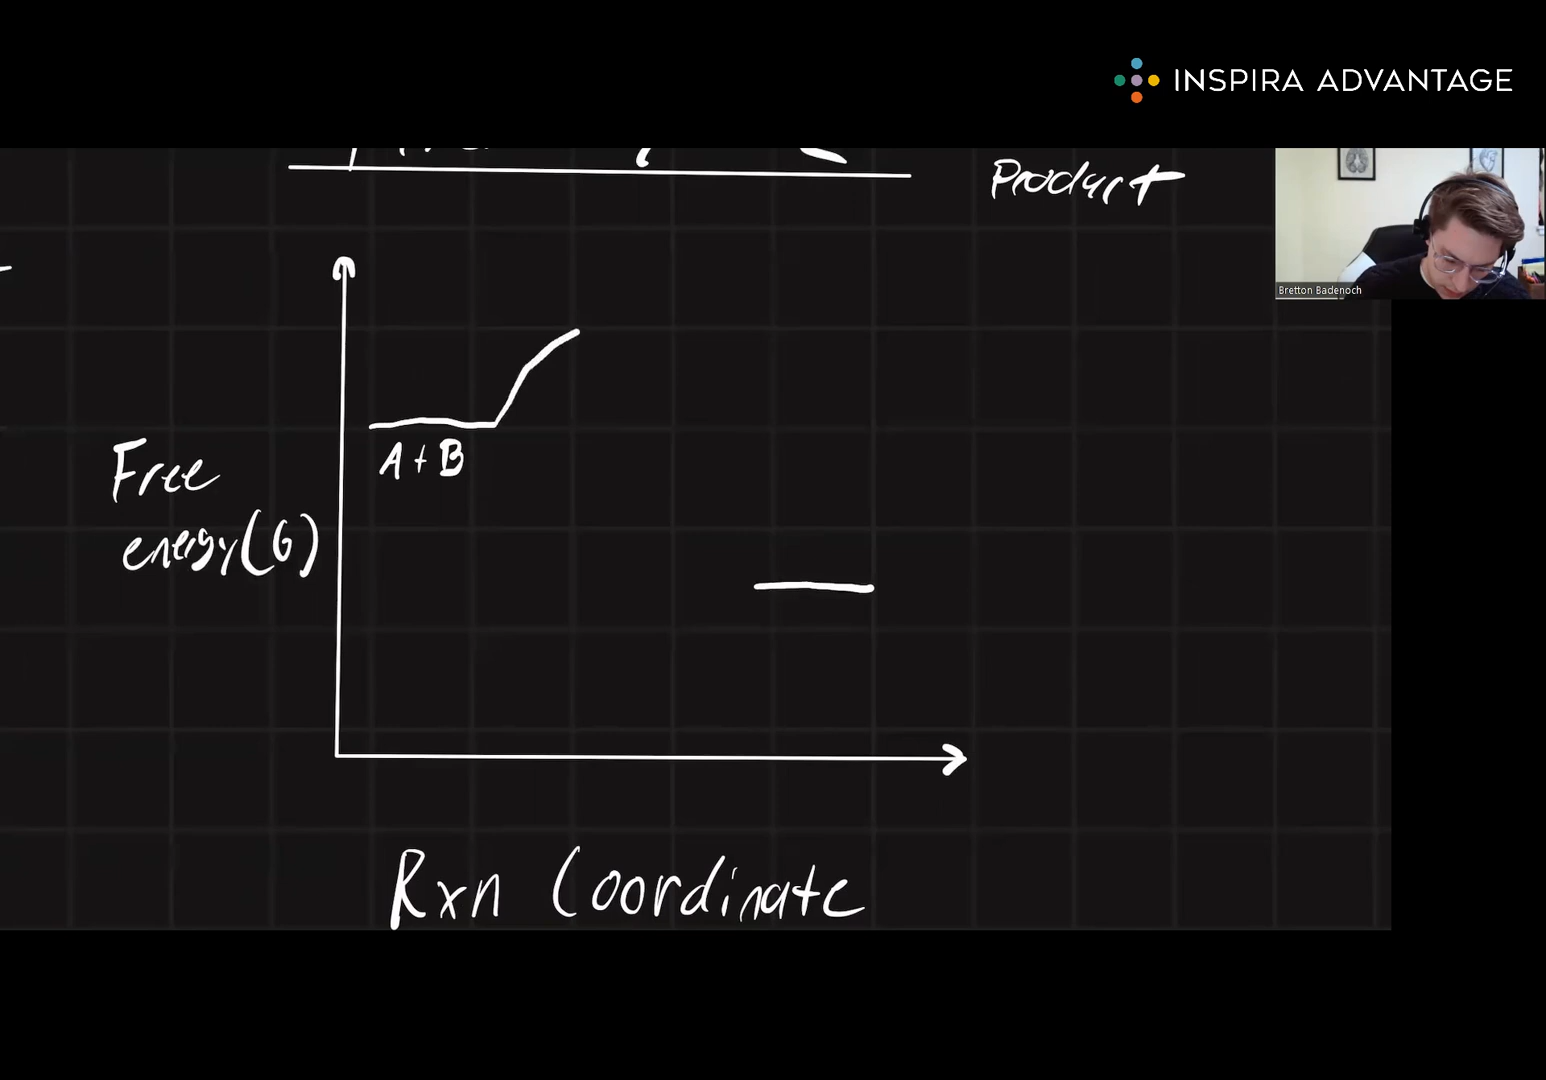 INSPIRA ADVANTAGE
Product
Bretton Badenoch
A + B
Free
energy (G)
Rxn Coordinate